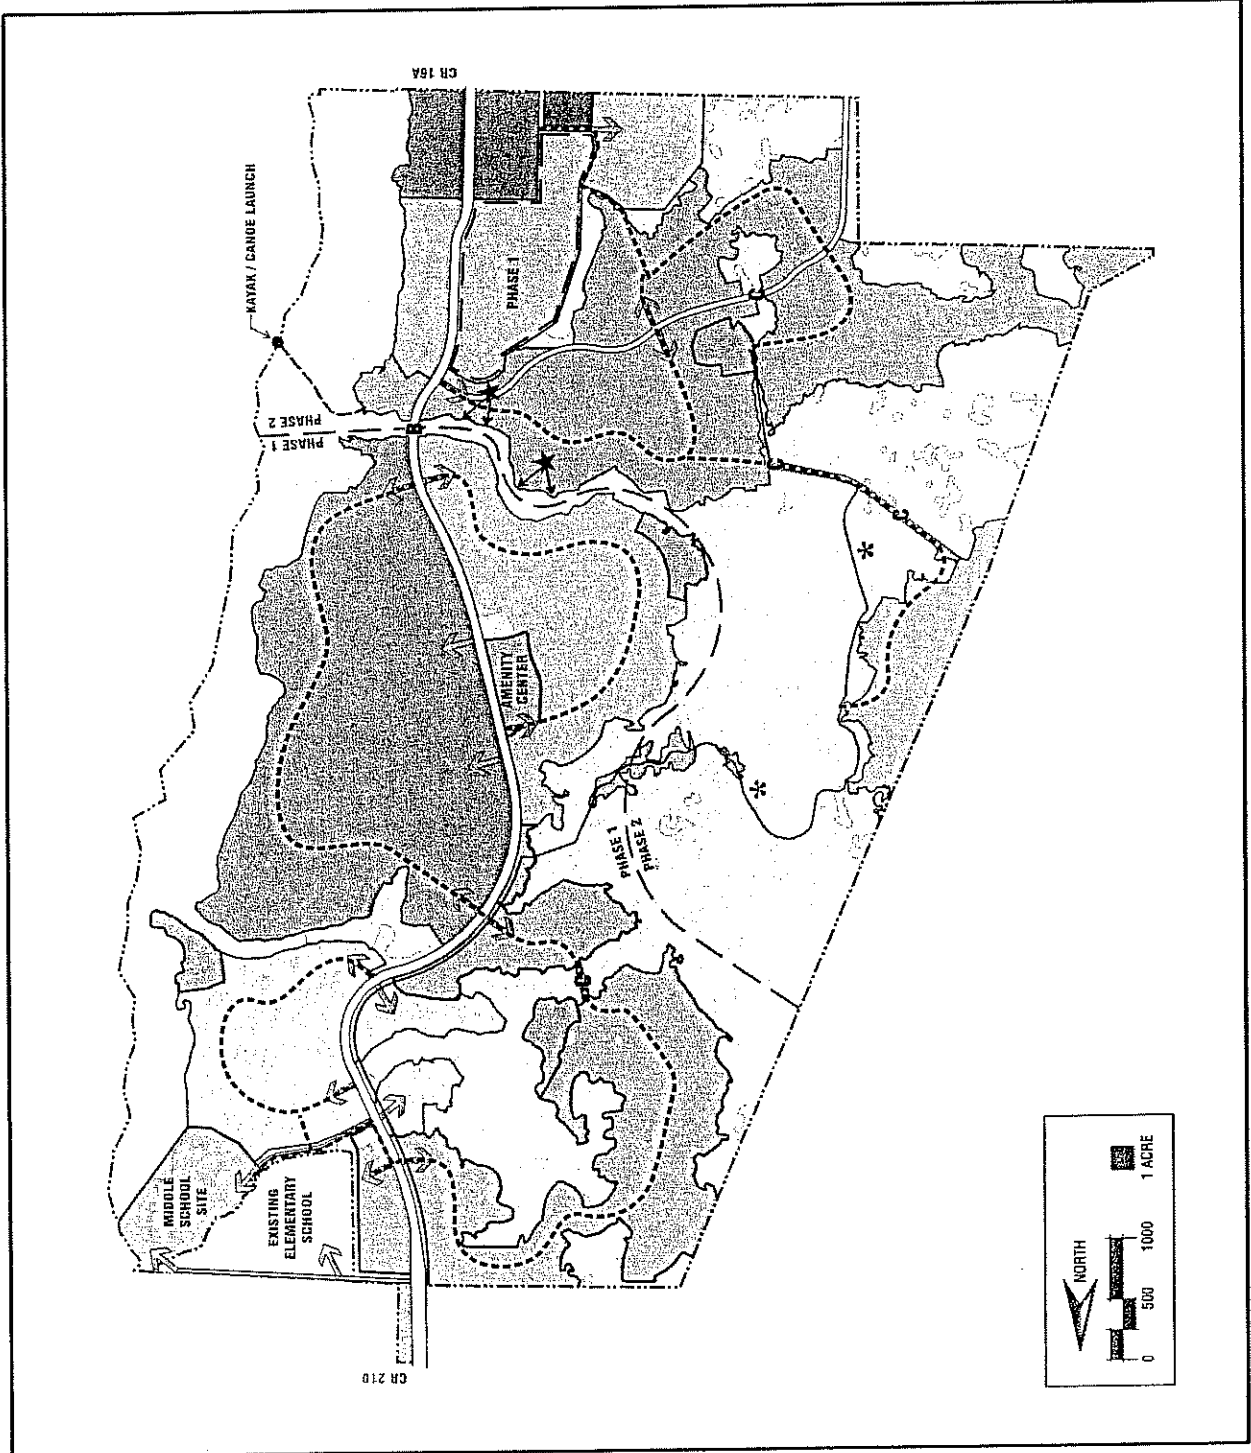 CR 16A
KAYAK / CANOE LAUNCH
PHASE 1
PHASE 2
PHASE 1
AMENITY
CENTER
PHASE 1
PHASE 2
MIDDLE
SCHOOL
SITE
EXISTING
ELEMENTARY
SCHOOL
CR 210
NORTH
0 500 1000
1 ACRE